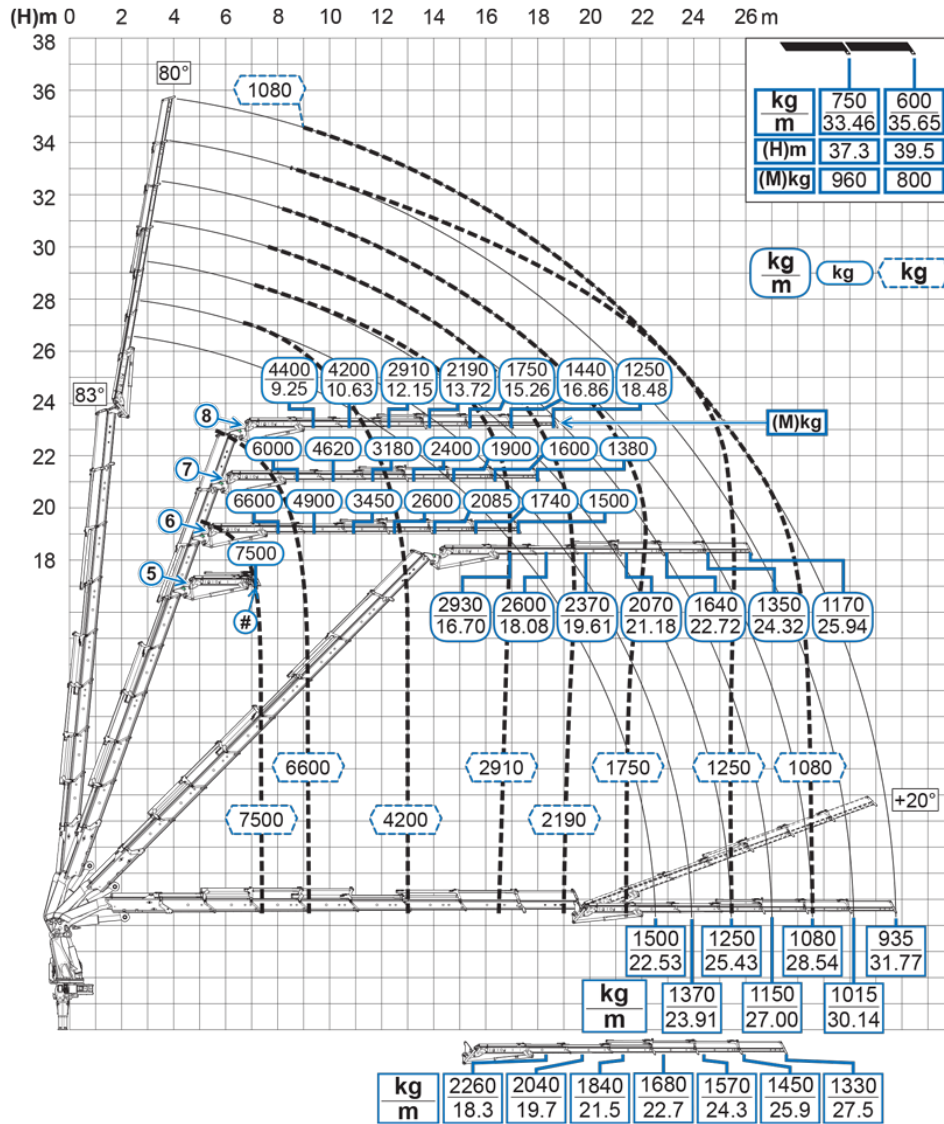 (H)m 0 2 4 6 8 10 12 14 16 18 20 22 24 26 m
38
36
34
32
30
28
26
24
22
20
18
80°
83°
1080
kg/m 750/33.46 600/35.65
(H)m 37.3 39.5
(M)kg 960 800
kg/m kg kg
4400/9.25 4200/10.63 2910/12.15 2190/13.72 1750/15.26 1440/16.86 1250/18.48
8 (M)kg
6000 4620 3180 2400 1900 1600 1380
7
6600 4900 3450 2600 2085 1740 1500
6
7500
5
#
2930/16.70 2600/18.08 2370/19.61 2070/21.18 1640/22.72 1350/24.32 1170/25.94
6600 2910 1750 1250 1080
7500 4200 2190
+20°
1500/22.53 1250/25.43 1080/28.54 935/31.77
kg/m 1370/23.91 1150/27.00 1015/30.14
kg/m 2260/18.3 2040/19.7 1840/21.5 1680/22.7 1570/24.3 1450/25.9 1330/27.5